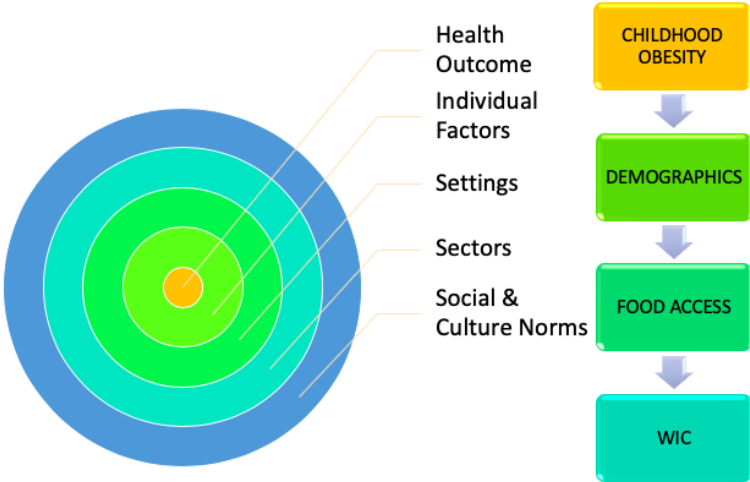 Health
Outcome
Individual
Factors
Settings
Sectors
Social &
Culture Norms
CHILDHOOD
OBESITY
DEMOGRAPHICS
FOOD ACCESS
WIC